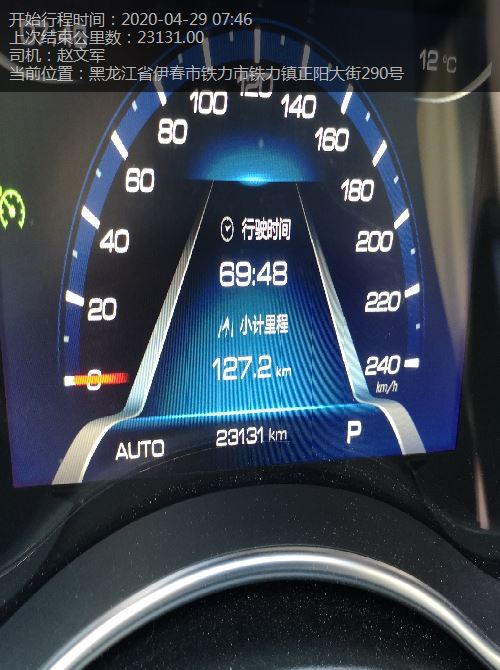 开始行程时间：2020-04-29 07:46
上次结束公里数：23131.00
司机：赵文军
当前位置：黑龙江省伊春市铁力市铁力镇正阳大街290号
12℃
0
20
40
60
80
100
120
140
160
180
200
220
240
km/h
行驶时间
69:48
小计里程
127.2 km
AUTO
23131 km
P